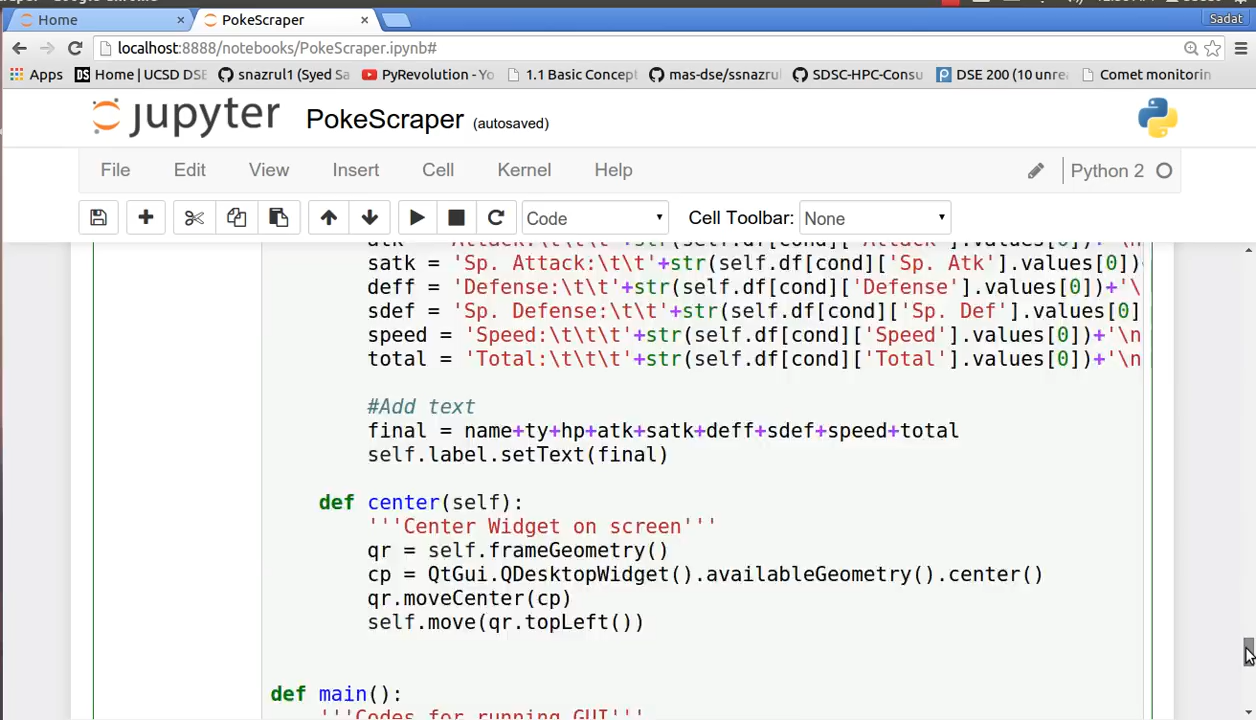 Home
PokeScraper
Sadat
localhost:8888/notebooks/PokeScraper.ipynb#
Apps
Home | UCSD DSE
snazrul1 (Syed Sa
PyRevolution - Yo
1.1 Basic Concept
mas-dse/ssnazrul
SDSC-HPC-Consu
DSE 200 (10 unre
Comet monitorin
jupyter PokeScraper (autosaved)
File Edit View Insert Cell Kernel Help Python 2
Code Cell Toolbar: None
satk = 'Sp. Attack:\t\t'+str(self.df[cond]['Sp. Atk'].values[0])
deff = 'Defense:\t\t\t'+str(self.df[cond]['Defense'].values[0])+'\
sdef = 'Sp. Defense:\t\t'+str(self.df[cond]['Sp. Def'].values[0]
speed = 'Speed:\t\t\t'+str(self.df[cond]['Speed'].values[0])+'\n
total = 'Total:\t\t\t'+str(self.df[cond]['Total'].values[0])+'\n
#Add text
final = name+ty+hp+atk+satk+deff+sdef+speed+total
self.label.setText(final)
def center(self):
'''Center Widget on screen'''
qr = self.frameGeometry()
cp = QtGui.QDesktopWidget().availableGeometry().center()
qr.moveCenter(cp)
self.move(qr.topLeft())
def main():
'''Codes for running GUI'''